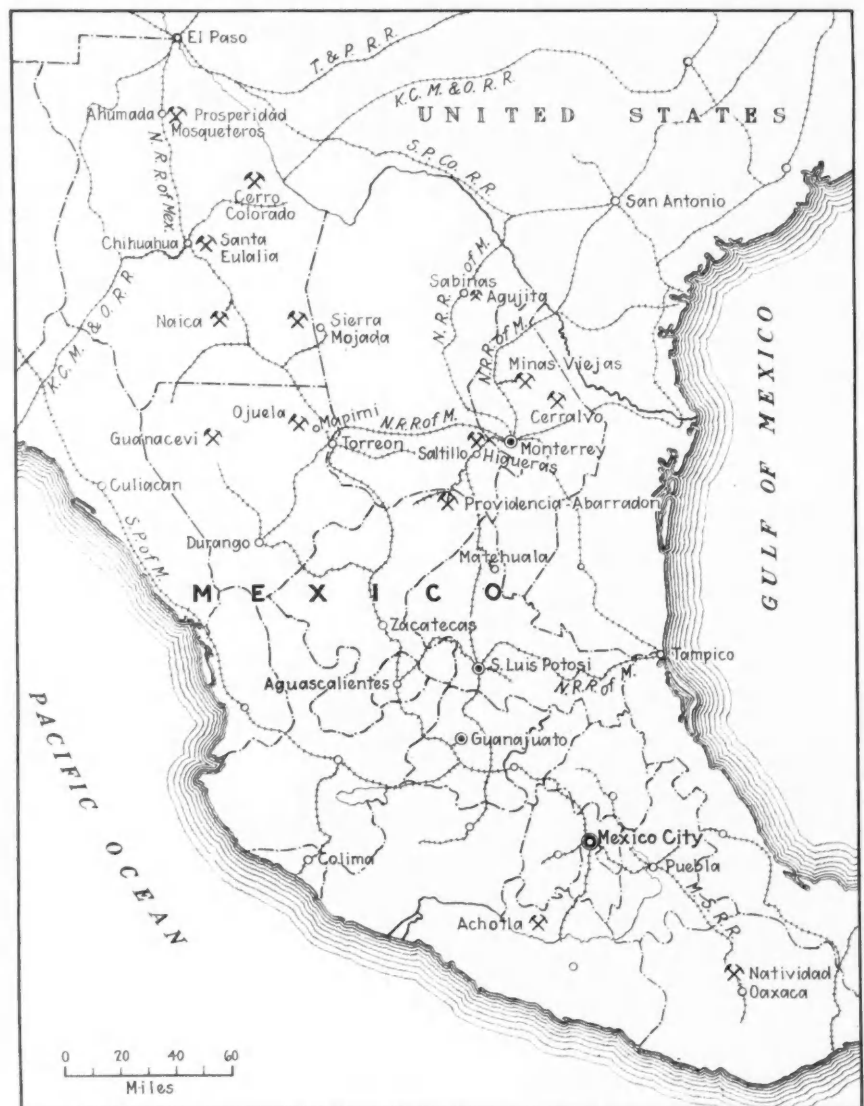 El Paso
T. & P. R. R.
K.C.M. & O. R. R.
UNITED STATES
Ahumada
Prosperidad
Mosqueteros
N.R.R of Mex.
S.P. Co. R.R.
Cerro
Colorado
San Antonio
Chihuahua
Santa
Eulalia
K.C.M. & O. R. R.
N.R.R. of M.
Sabinas
Agujita
Naica
Sierra
Mojada
N.R.R. of M.
Minas Viejas
GULF OF MEXICO
Ojuela
Mapimi
N.R.R of M.
Cerralvo
Guanacevi
Torreon
Saltillo
Higueras
Monterrey
Culiacan
Providencia-Abarradon
S.P. of M.
Durango
Matehuala
MEXICO
Zacatecas
Tampico
S. Luis Potosi
Aguascalientes
N.R.R. of M.
PACIFIC OCEAN
Guanajuato
Mexico City
Colima
Puebla
M.S.R.R.
Achotla
Natividad
Oaxaca
0 20 40 60
Miles